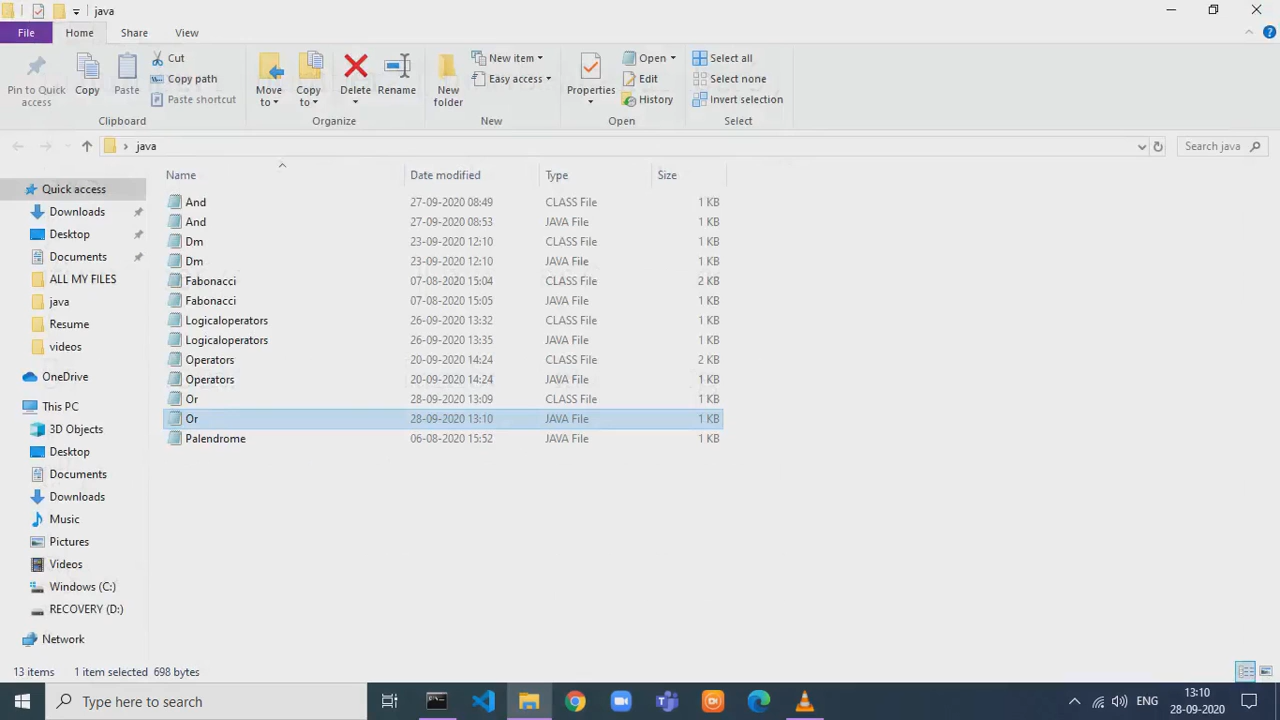 java
File Home Share View
Pin to Quick access
Copy
Paste
Cut
Copy path
Paste shortcut
Clipboard
Move to
Copy to
Delete
Rename
Organize
New folder
New item
Easy access
New
Properties
Open
Edit
History
Open
Select all
Select none
Invert selection
Select
java
Search java
Name Date modified Type Size
And 27-09-2020 08:49 CLASS File 1 KB
And 27-09-2020 08:53 JAVA File 1 KB
Dm 23-09-2020 12:10 CLASS File 1 KB
Dm 23-09-2020 12:10 JAVA File 1 KB
Fabonacci 07-08-2020 15:04 CLASS File 2 KB
Fabonacci 07-08-2020 15:05 JAVA File 1 KB
Logicaloperators 26-09-2020 13:32 CLASS File 1 KB
Logicaloperators 26-09-2020 13:35 JAVA File 1 KB
Operators 20-09-2020 14:24 CLASS File 2 KB
Operators 20-09-2020 14:24 JAVA File 1 KB
Or 28-09-2020 13:09 CLASS File 1 KB
Or 28-09-2020 13:10 JAVA File 1 KB
Palendrome 06-08-2020 15:52 JAVA File 1 KB
Quick access
Downloads
Desktop
Documents
ALL MY FILES
java
Resume
videos
OneDrive
This PC
3D Objects
Desktop
Documents
Downloads
Music
Pictures
Videos
Windows (C:)
RECOVERY (D:)
Network
13 items 1 item selected 698 bytes
Type here to search
ENG
13:10
28-09-2020